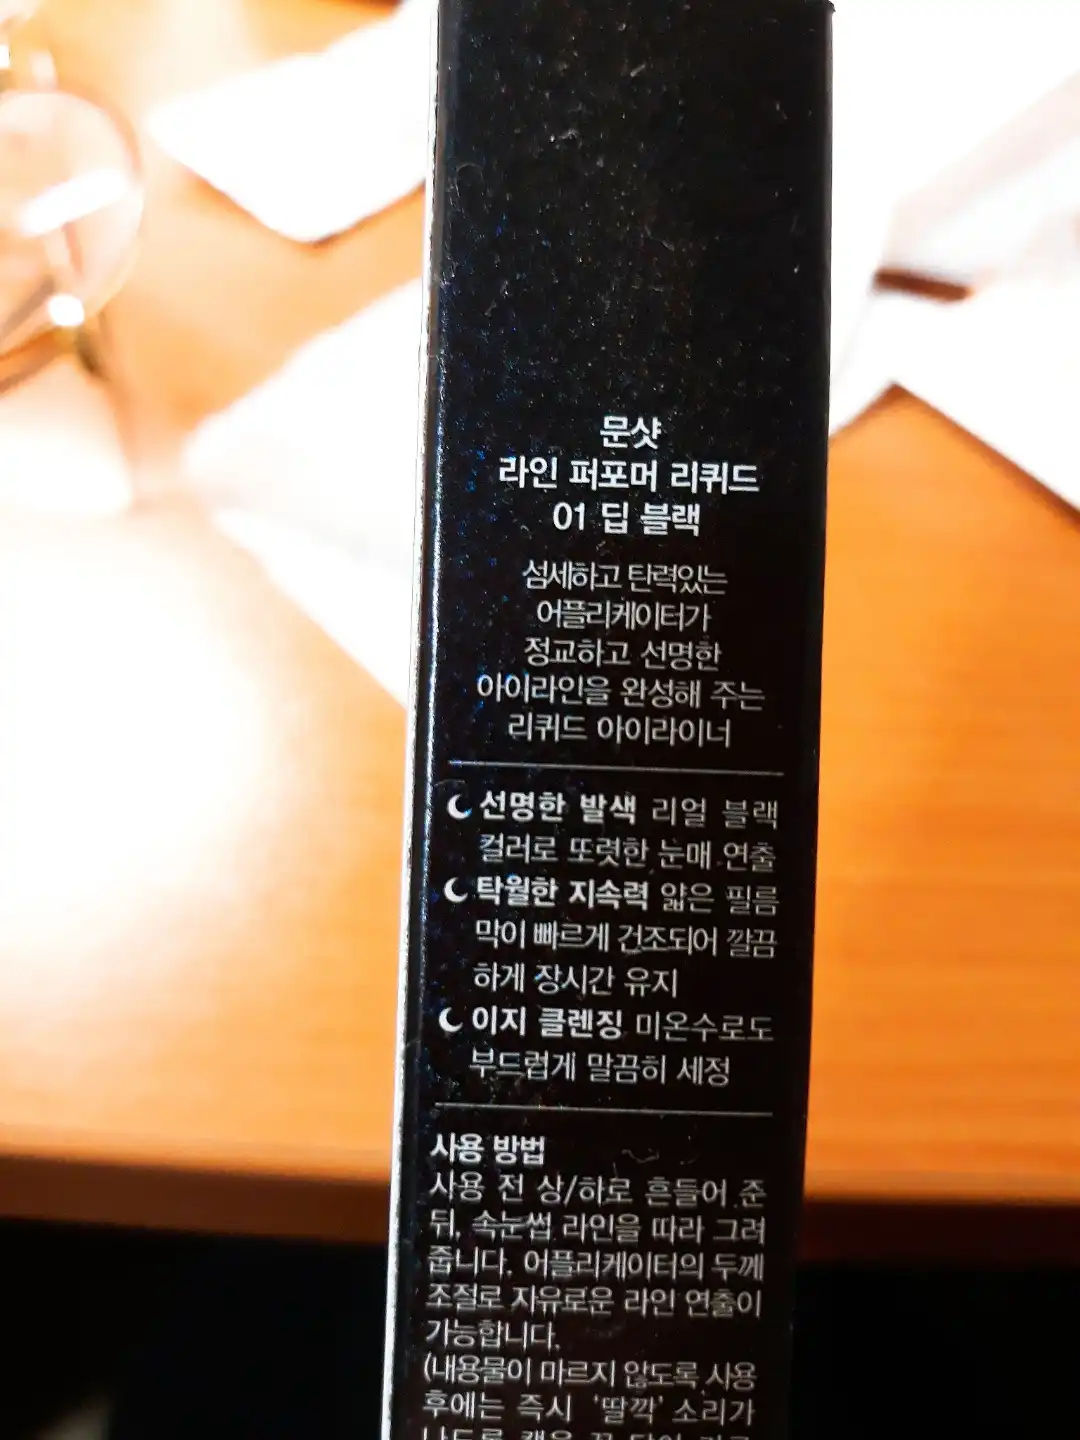 문샷
라인 퍼포머 리퀴드
01 딥 블랙
섬세하고 탄력있는
어플리케이터가
정교하고 선명한
아이라인을 완성해 주는
리퀴드 아이라이너
선명한 발색 리얼 블랙
컬러로 또렷한 눈매 연출
탁월한 지속력 얇은 필름
막이 빠르게 건조되어 깔끔
하게 장시간 유지
이지 클렌징 미온수로도
부드럽게 말끔히 세정
사용 방법
사용 전 상/하로 흔들어 준
뒤, 속눈썹 라인을 따라 그려
줍니다. 어플리케이터의 두께
조절로 자유로운 라인 연출이
가능합니다.
(내용물이 마르지 않도록 사용
후에는 즉시 '딸깍' 소리가